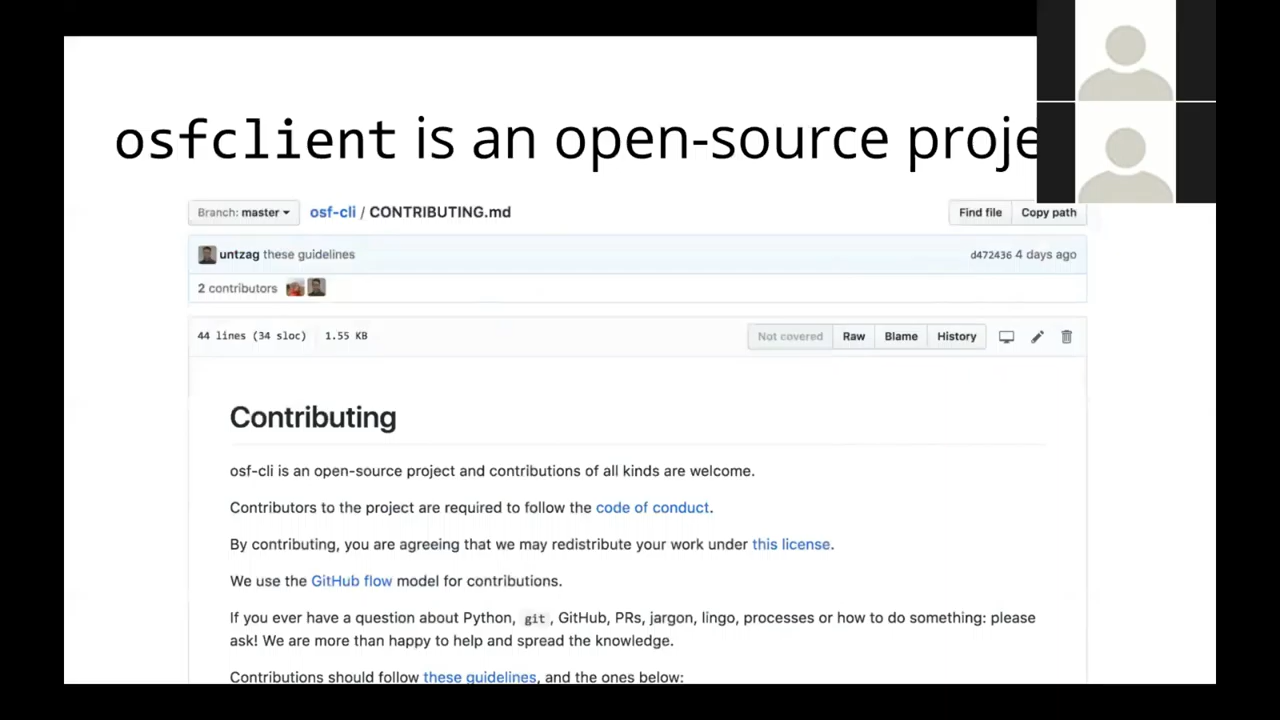 osfclient is an open-source proje
Branch: master
osf-cli / CONTRIBUTING.md
Find file
Copy path
untzag these guidelines
d472436 4 days ago
2 contributors
44 lines (34 sloc) 1.55 KB
Not covered
Raw
Blame
History
Contributing
osf-cli is an open-source project and contributions of all kinds are welcome.
Contributors to the project are required to follow the code of conduct.
By contributing, you are agreeing that we may redistribute your work under this license.
We use the GitHub flow model for contributions.
If you ever have a question about Python, git, GitHub, PRs, jargon, lingo, processes or how to do something: please
ask! We are more than happy to help and spread the knowledge.
Contributions should follow these guidelines, and the ones below: